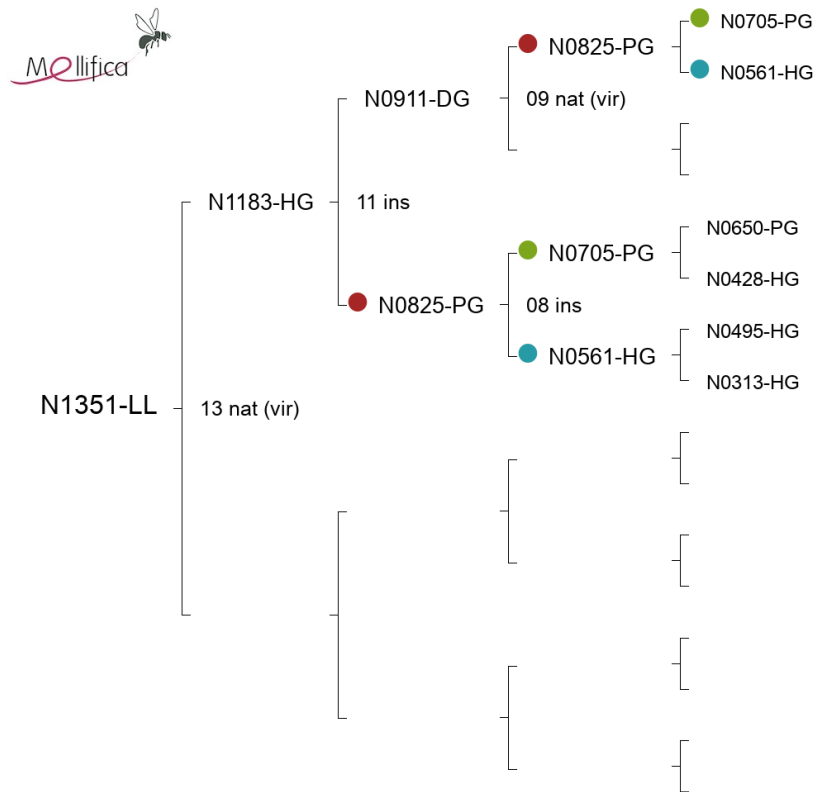 Mellifica
N0705-PG
N0825-PG
N0561-HG
N0911-DG
09 nat (vir)
N1183-HG
11 ins
N0650-PG
N0705-PG
N0428-HG
N0825-PG
08 ins
N0495-HG
N0561-HG
N0313-HG
N1351-LL
13 nat (vir)